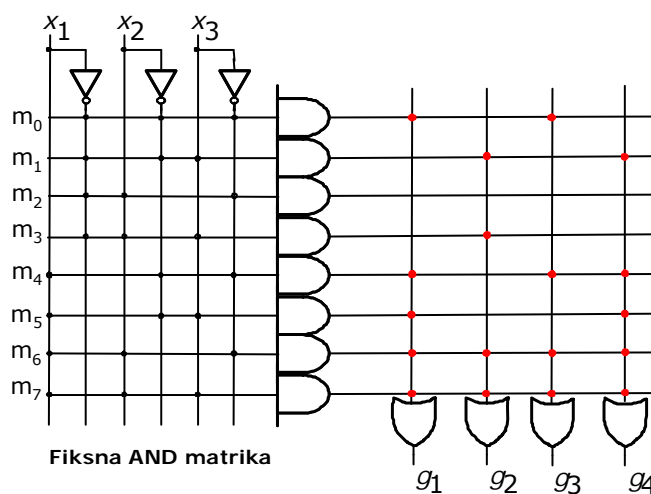 x1 x2 x3
m0
m1
m2
m3
m4
m5
m6
m7
Fiksna AND matrika
g1 g2 g3 g4